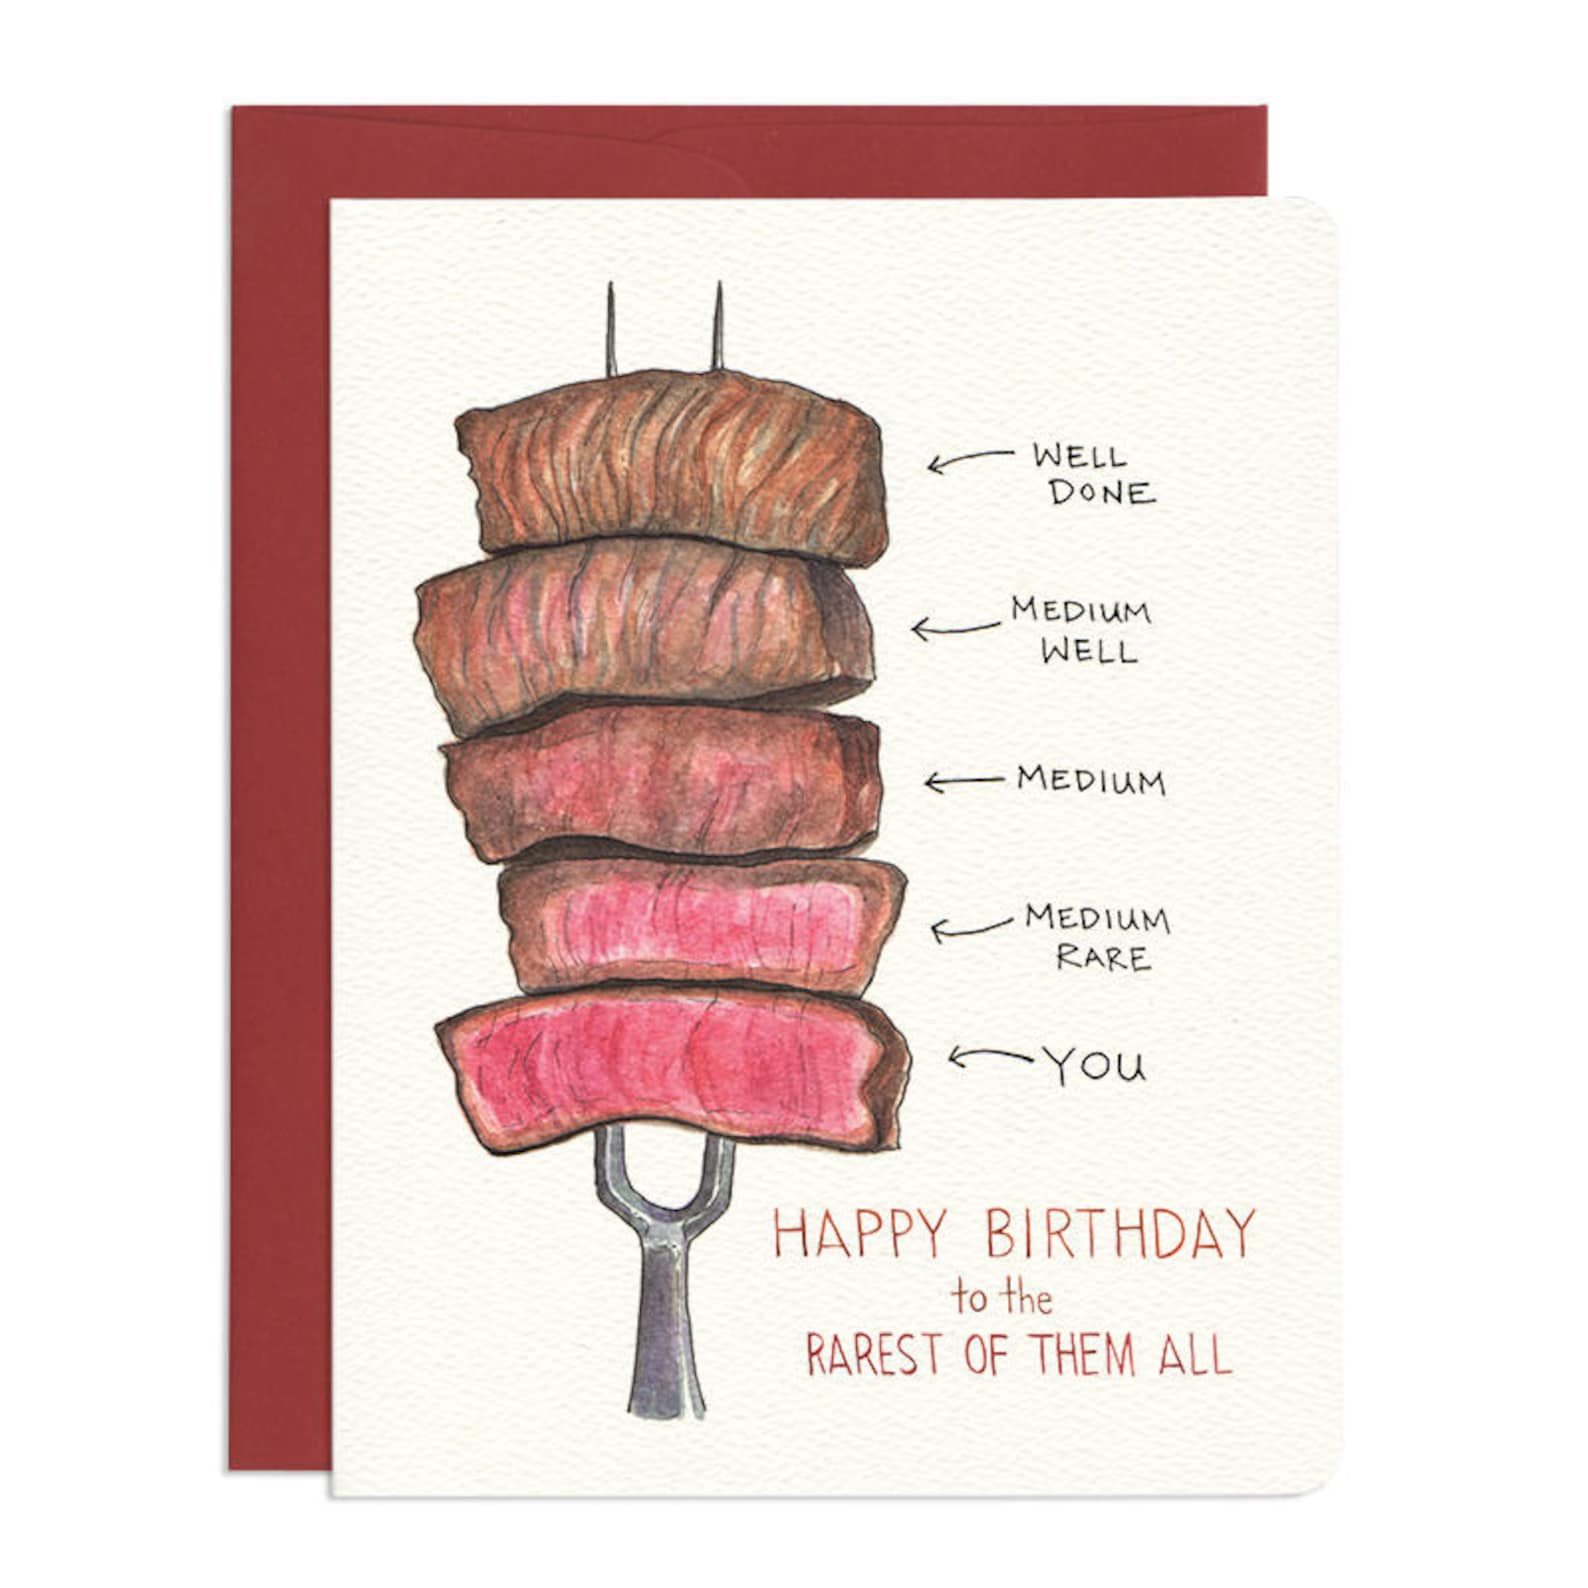 WELL
DONE
MEDIUM
WELL
MEDIUM
MEDIUM
RARE
YOU
HAPPY BIRTHDAY
to the
RAREST OF THEM ALL